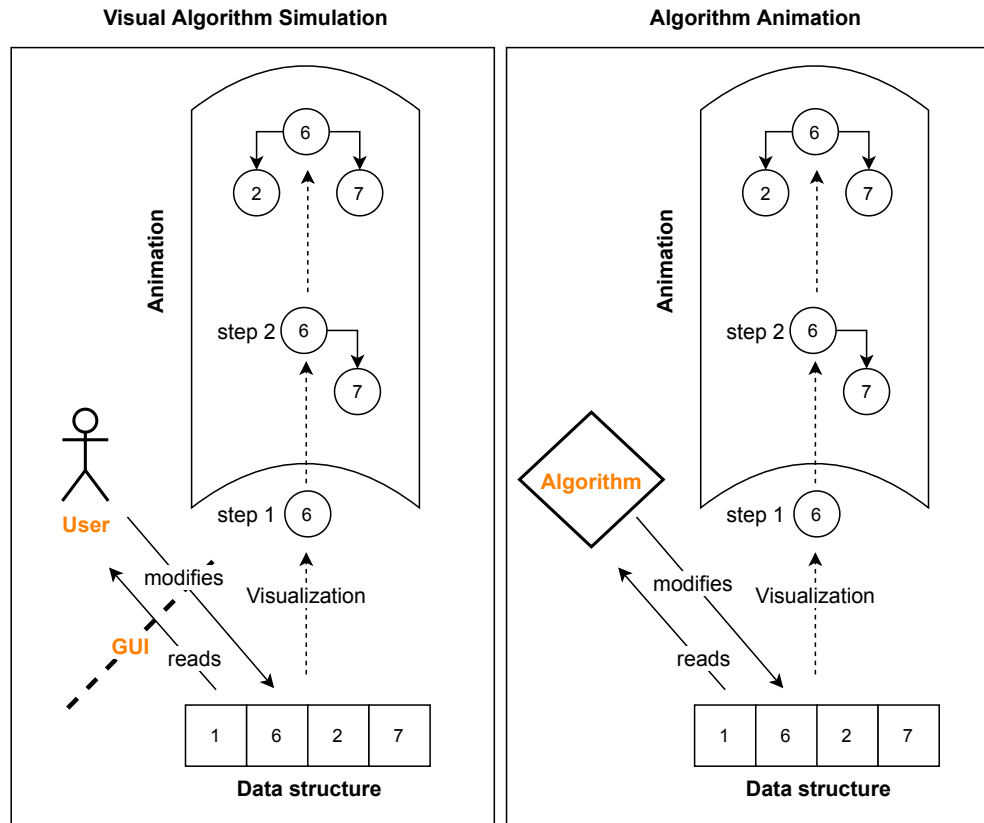 Visual Algorithm Simulation
6
2
7
Animation
step 2
6
7
User
step 1
6
modifies
Visualization
GUI
reads
1 6 2 7
Data structure
Algorithm Animation
6
2
7
Animation
step 2
6
7
Algorithm
step 1
6
modifies
Visualization
reads
1 6 2 7
Data structure